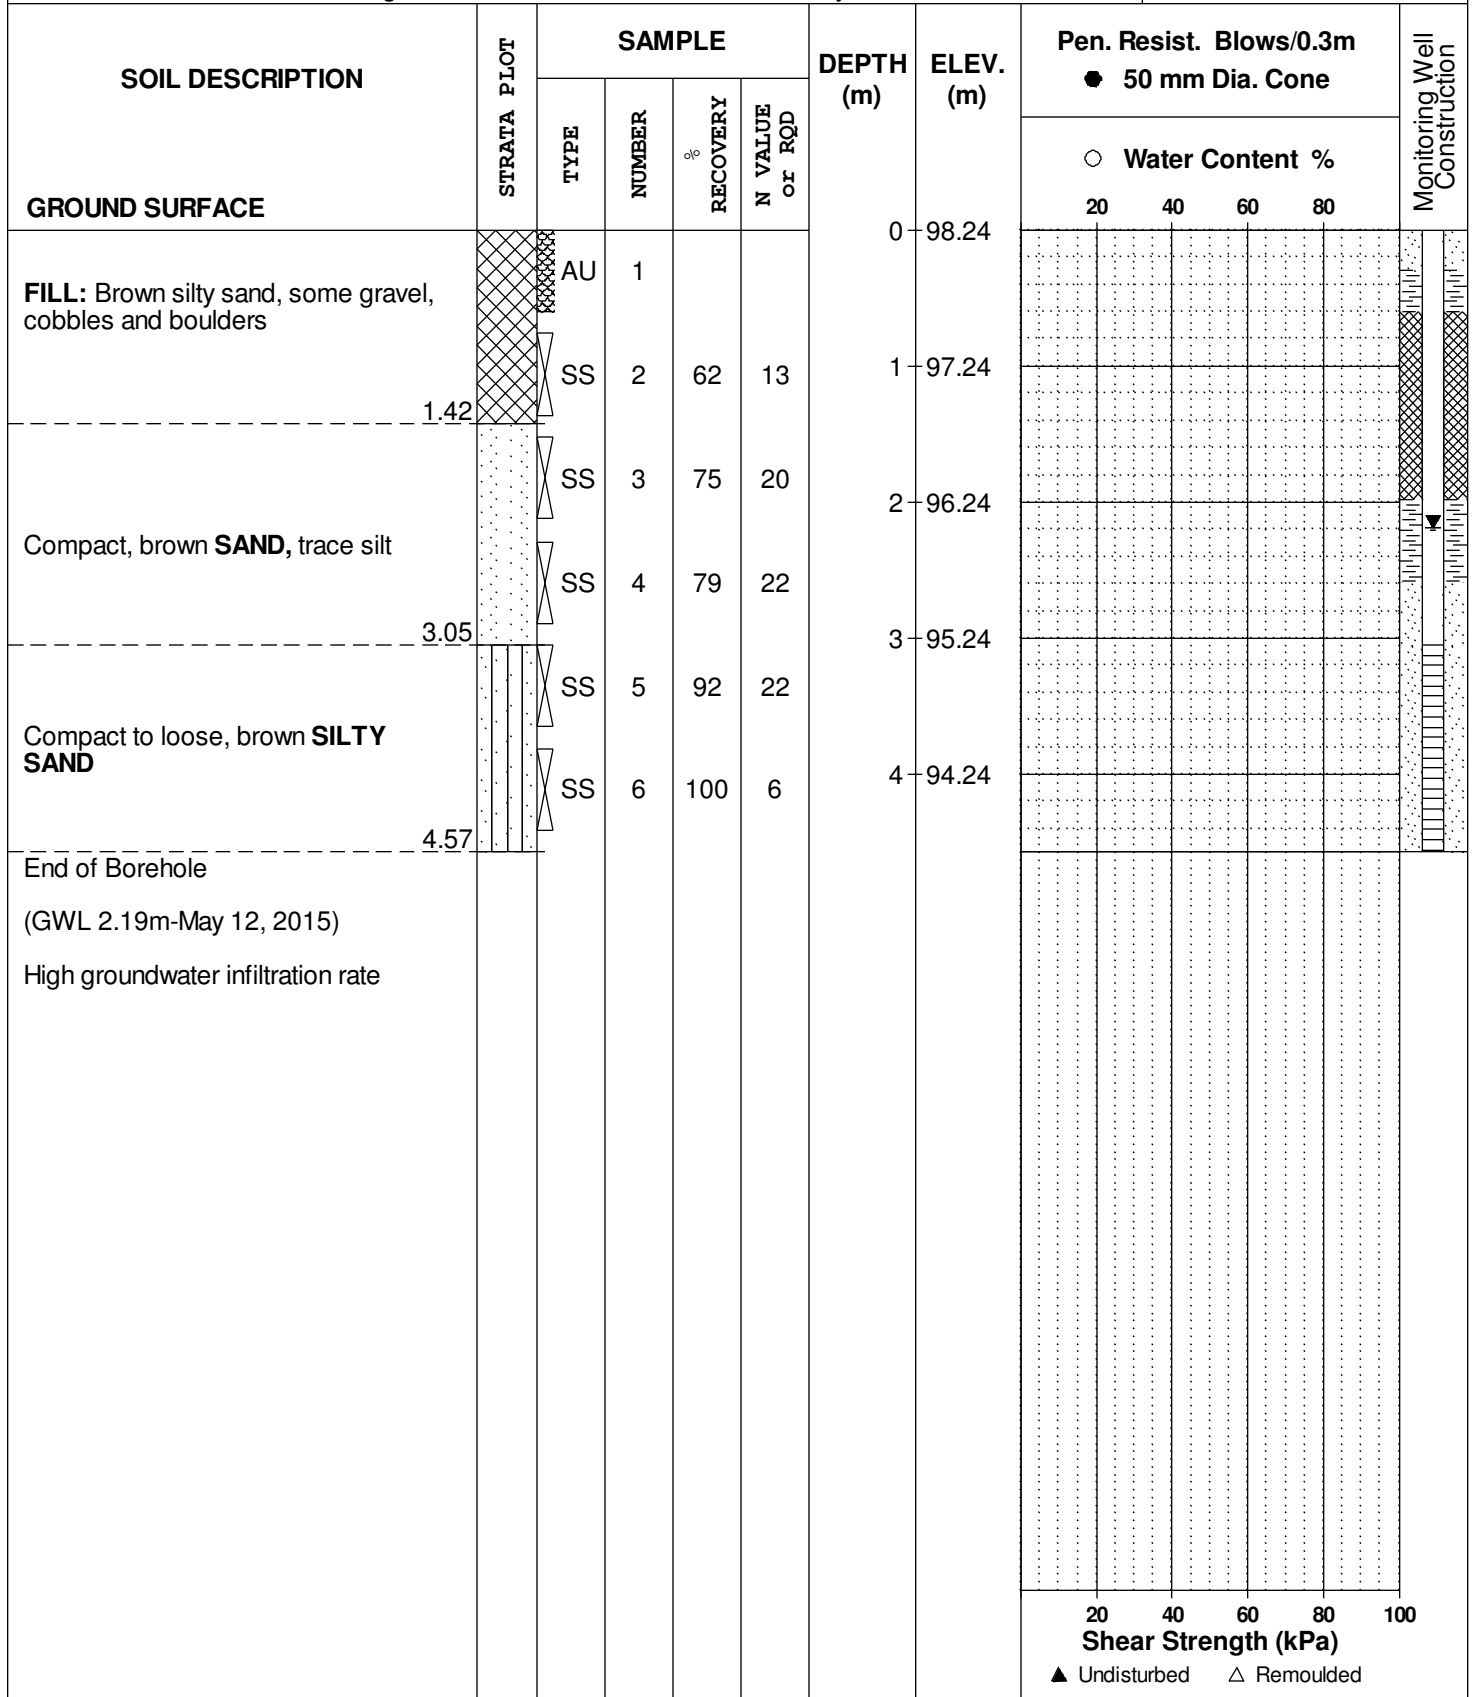 SOIL DESCRIPTION
GROUND SURFACE
STRATA PLOT
SAMPLE
TYPE
NUMBER
%
RECOVERY
N VALUE
or RQD
DEPTH
(m)
ELEV.
(m)
Pen. Resist. Blows/0.3m
● 50 mm Dia. Cone
○ Water Content %
20 40 60 80
Monitoring Well
Construction
0 98.24
AU 1
FILL: Brown silty sand, some gravel,
cobbles and boulders
SS 2 62 13
1 97.24
1.42
SS 3 75 20
2 96.24
Compact, brown SAND, trace silt
SS 4 79 22
3.05
3 95.24
SS 5 92 22
Compact to loose, brown SILTY
SAND
4 94.24
SS 6 100 6
4.57
End of Borehole
(GWL 2.19m-May 12, 2015)
High groundwater infiltration rate
20 40 60 80 100
Shear Strength (kPa)
▲ Undisturbed △ Remoulded